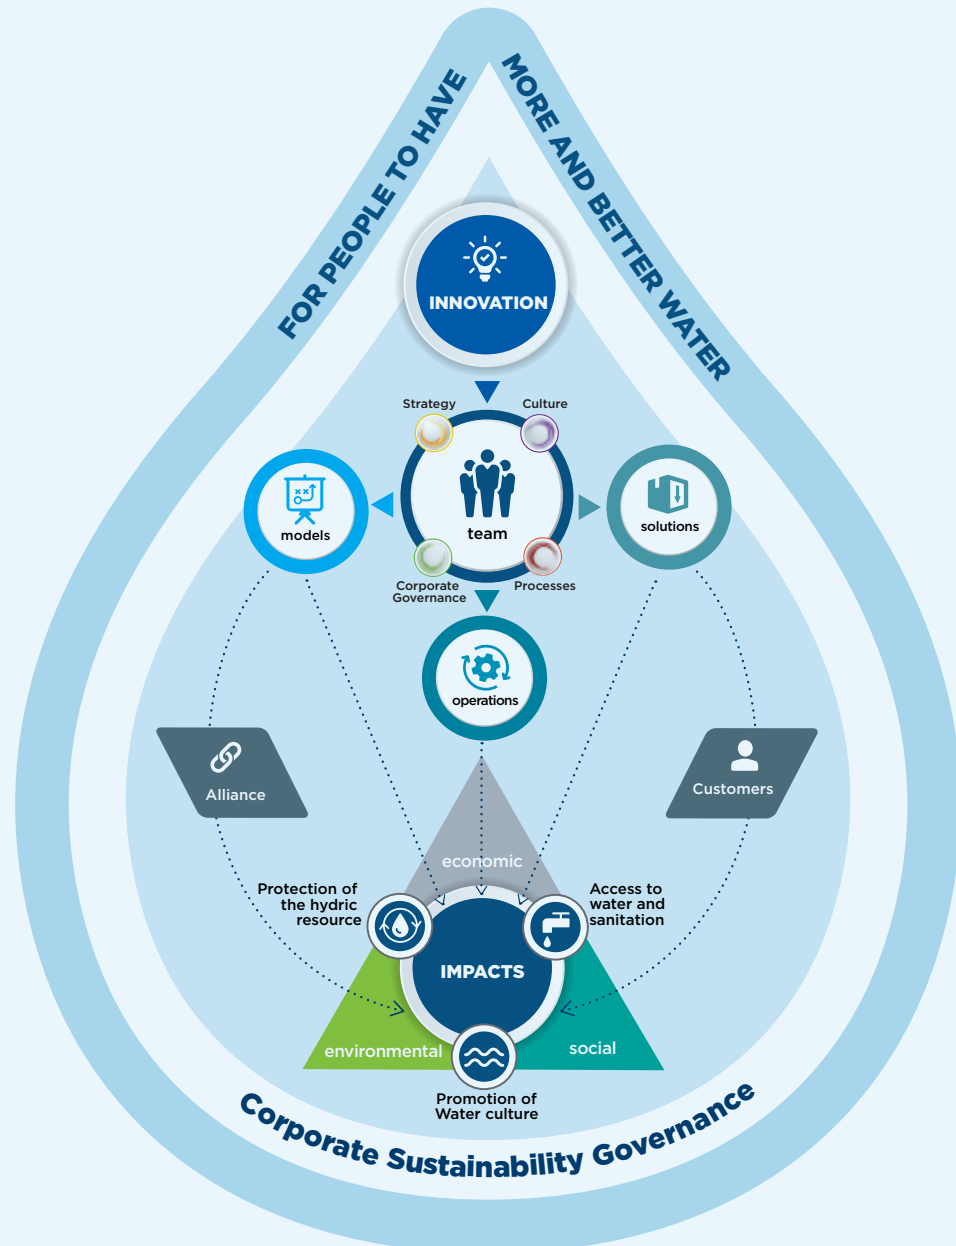 FOR PEOPLE TO HAVE
MORE AND BETTER WATER
INNOVATION
Strategy
Culture
models
team
solutions
Corporate
Governance
Processes
operations
Alliance
Customers
economic
Protection of
the hydric
resource
Access to
water and
sanitation
IMPACTS
environmental
social
Promotion of
Water culture
Corporate Sustainability Governance